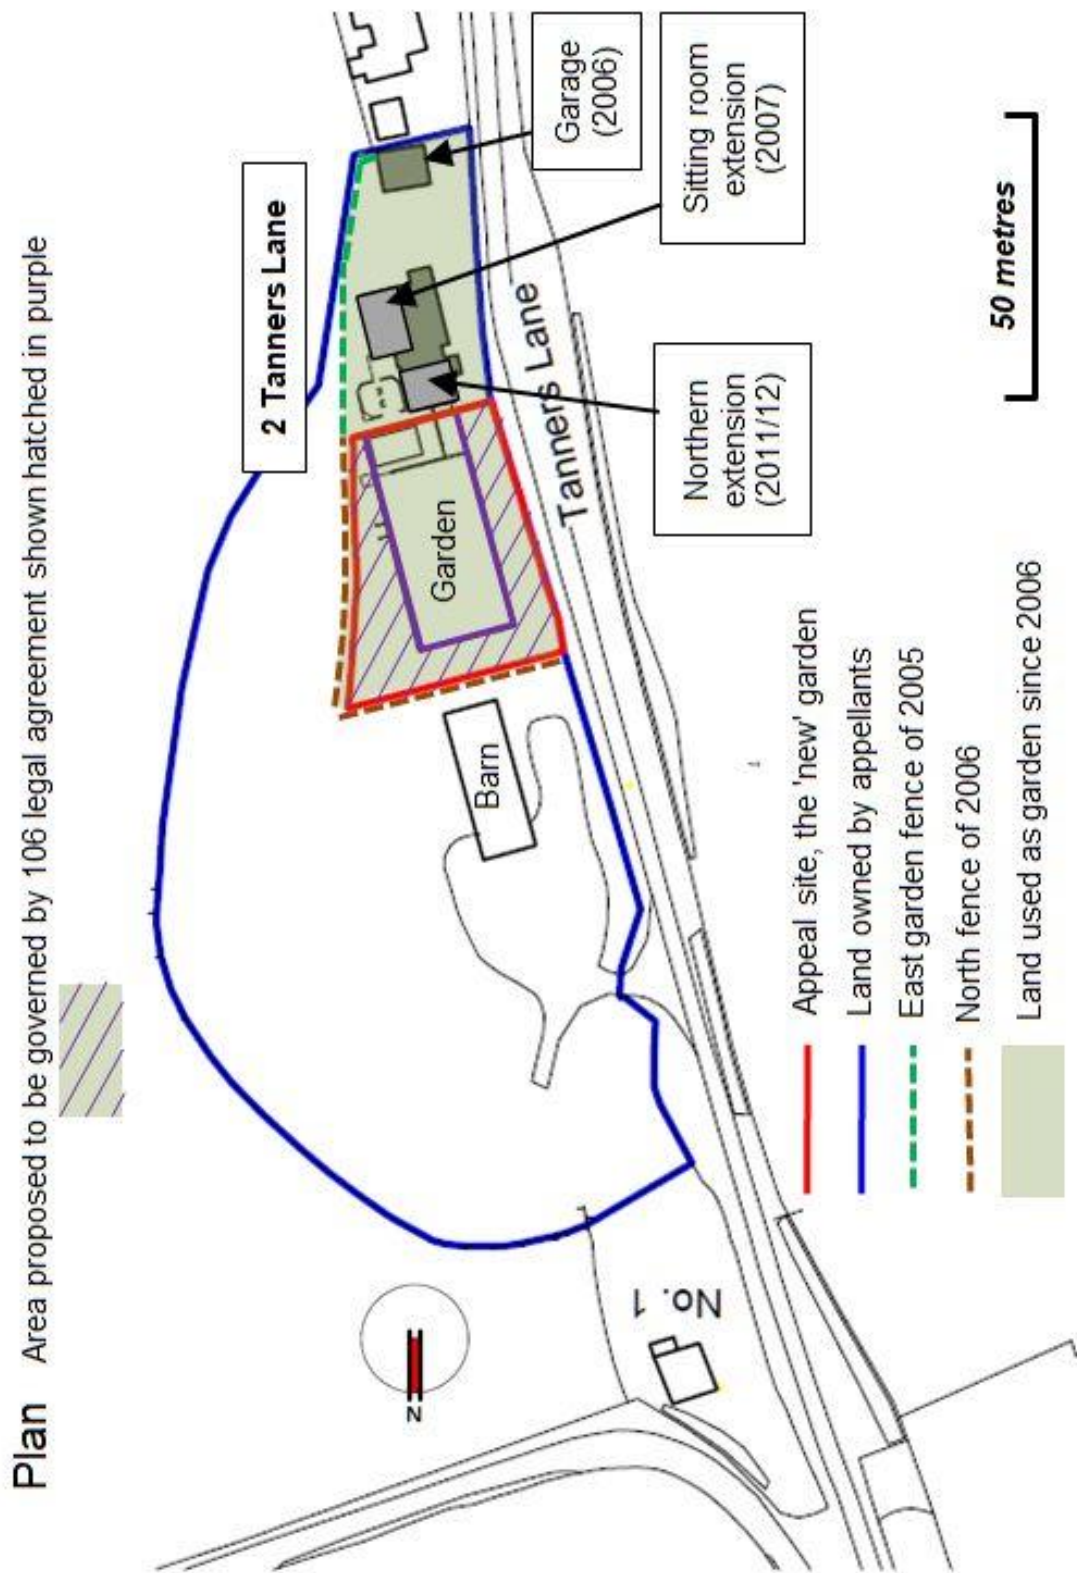 Plan Area proposed to be governed by 106 legal agreement shown hatched in purple
2 Tanners Lane
Garage
(2006)
Sitting room
extension
(2007)
Northern
extension
(2011/12)
Tanners Lane
Garden
Barn
No. 1
N
50 metres
Appeal site, the 'new' garden
Land owned by appellants
East garden fence of 2005
North fence of 2006
Land used as garden since 2006